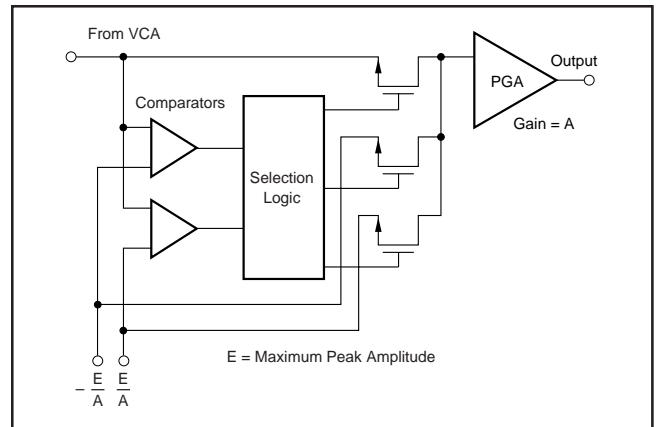 From VCA
Comparators
Selection
Logic
PGA
Gain = A
Output
E = Maximum Peak Amplitude
– E/A
E/A